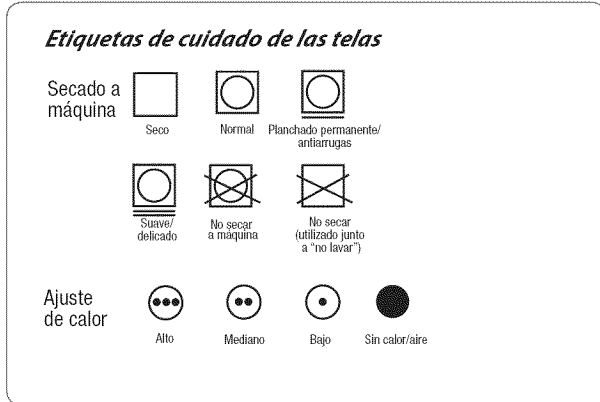 Etiquetas de cuidado de las telas
Secado a
máquina
Seco
Normal
Planchado permanente/
antiarrugas
Suave/
delicado
No secar
a máquina
No secar
(utilizado junto
a “no lavar”)
Ajuste
de calor
Alto
Mediano
Bajo
Sin calor/aire